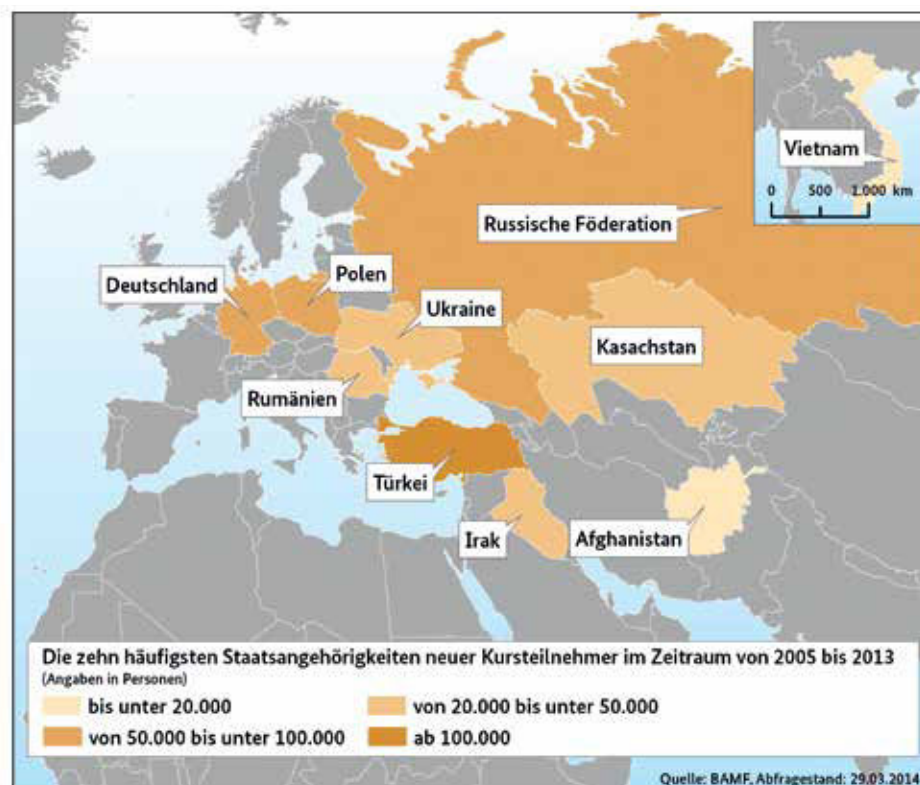 Vietnam
0 500 1.000 km
Russische Föderation
Polen
Deutschland
Ukraine
Kasachstan
Rumänien
Türkei
Irak
Afghanistan
Die zehn häufigsten Staatsangehörigkeiten neuer Kursteilnehmer im Zeitraum von 2005 bis 2013
(Angaben in Personen)
bis unter 20.000
von 20.000 bis unter 50.000
von 50.000 bis unter 100.000
ab 100.000
Quelle: BAMF, Abfragestand: 29.03.2014